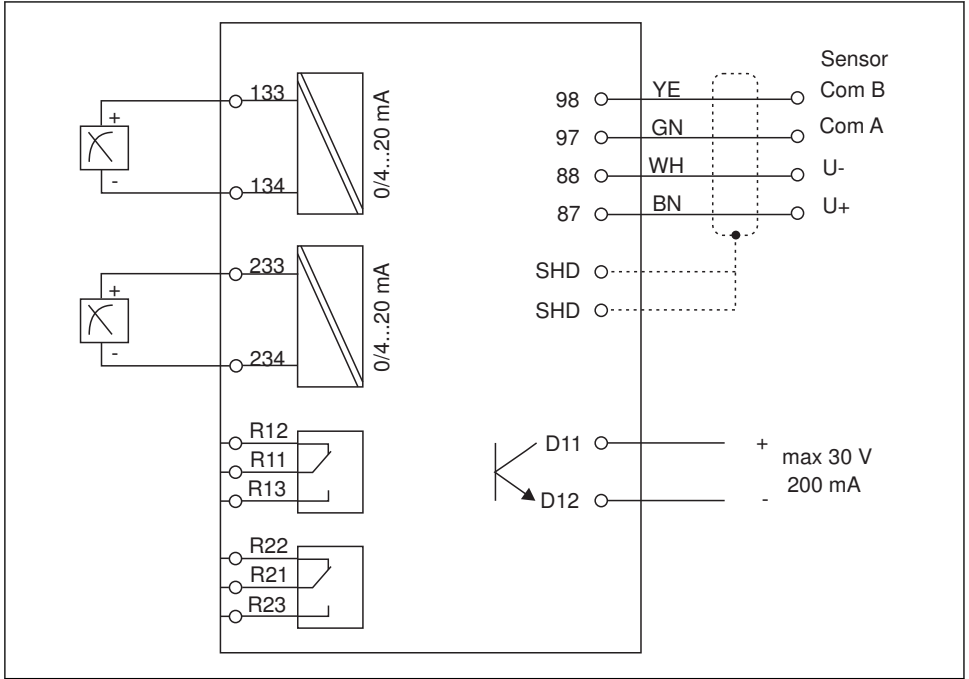 133
+
-
134
0/4...20 mA
233
+
-
234
0/4...20 mA
R12
R11
R13
R22
R21
R23
Sensor
98 YE Com B
97 GN Com A
88 WH U-
87 BN U+
SHD
SHD
D11 +
max 30 V
200 mA
D12 -